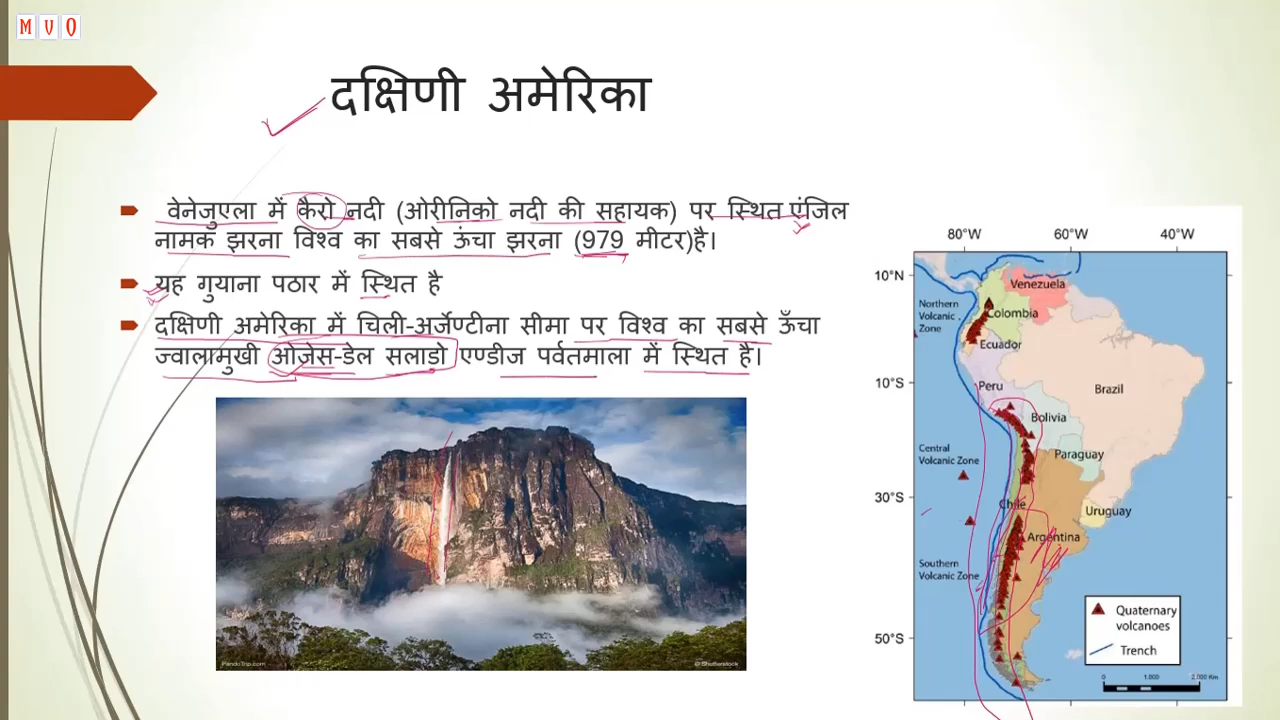 M V O
दक्षिणी अमेरिका
वेनेजुएला में कैरो नदी (ओरीनिको नदी की सहायक) पर स्थित एंजिल
नामक झरना विश्व का सबसे ऊंचा झरना (979 मीटर)है।
यह गुयाना पठार में स्थित है
दक्षिणी अमेरिका में चिली-अर्जेण्टीना सीमा पर विश्व का सबसे ऊँचा
ज्वालामुखी ओजेस-डेल सलाडो एण्डीज पर्वतमाला में स्थित है।
PandoTrip.com
@Shutterstock
80°W 60°W 40°W
10°N
10°S
30°S
50°S
Northern
Volcanic
Zone
Venezuela
Colombia
Ecuador
Peru
Brazil
Bolivia
Central
Volcanic Zone
Paraguay
Chile
Uruguay
Argentina
Southern
Volcanic Zone
Quaternary
volcanoes
Trench
0 1.000 2.000 Km